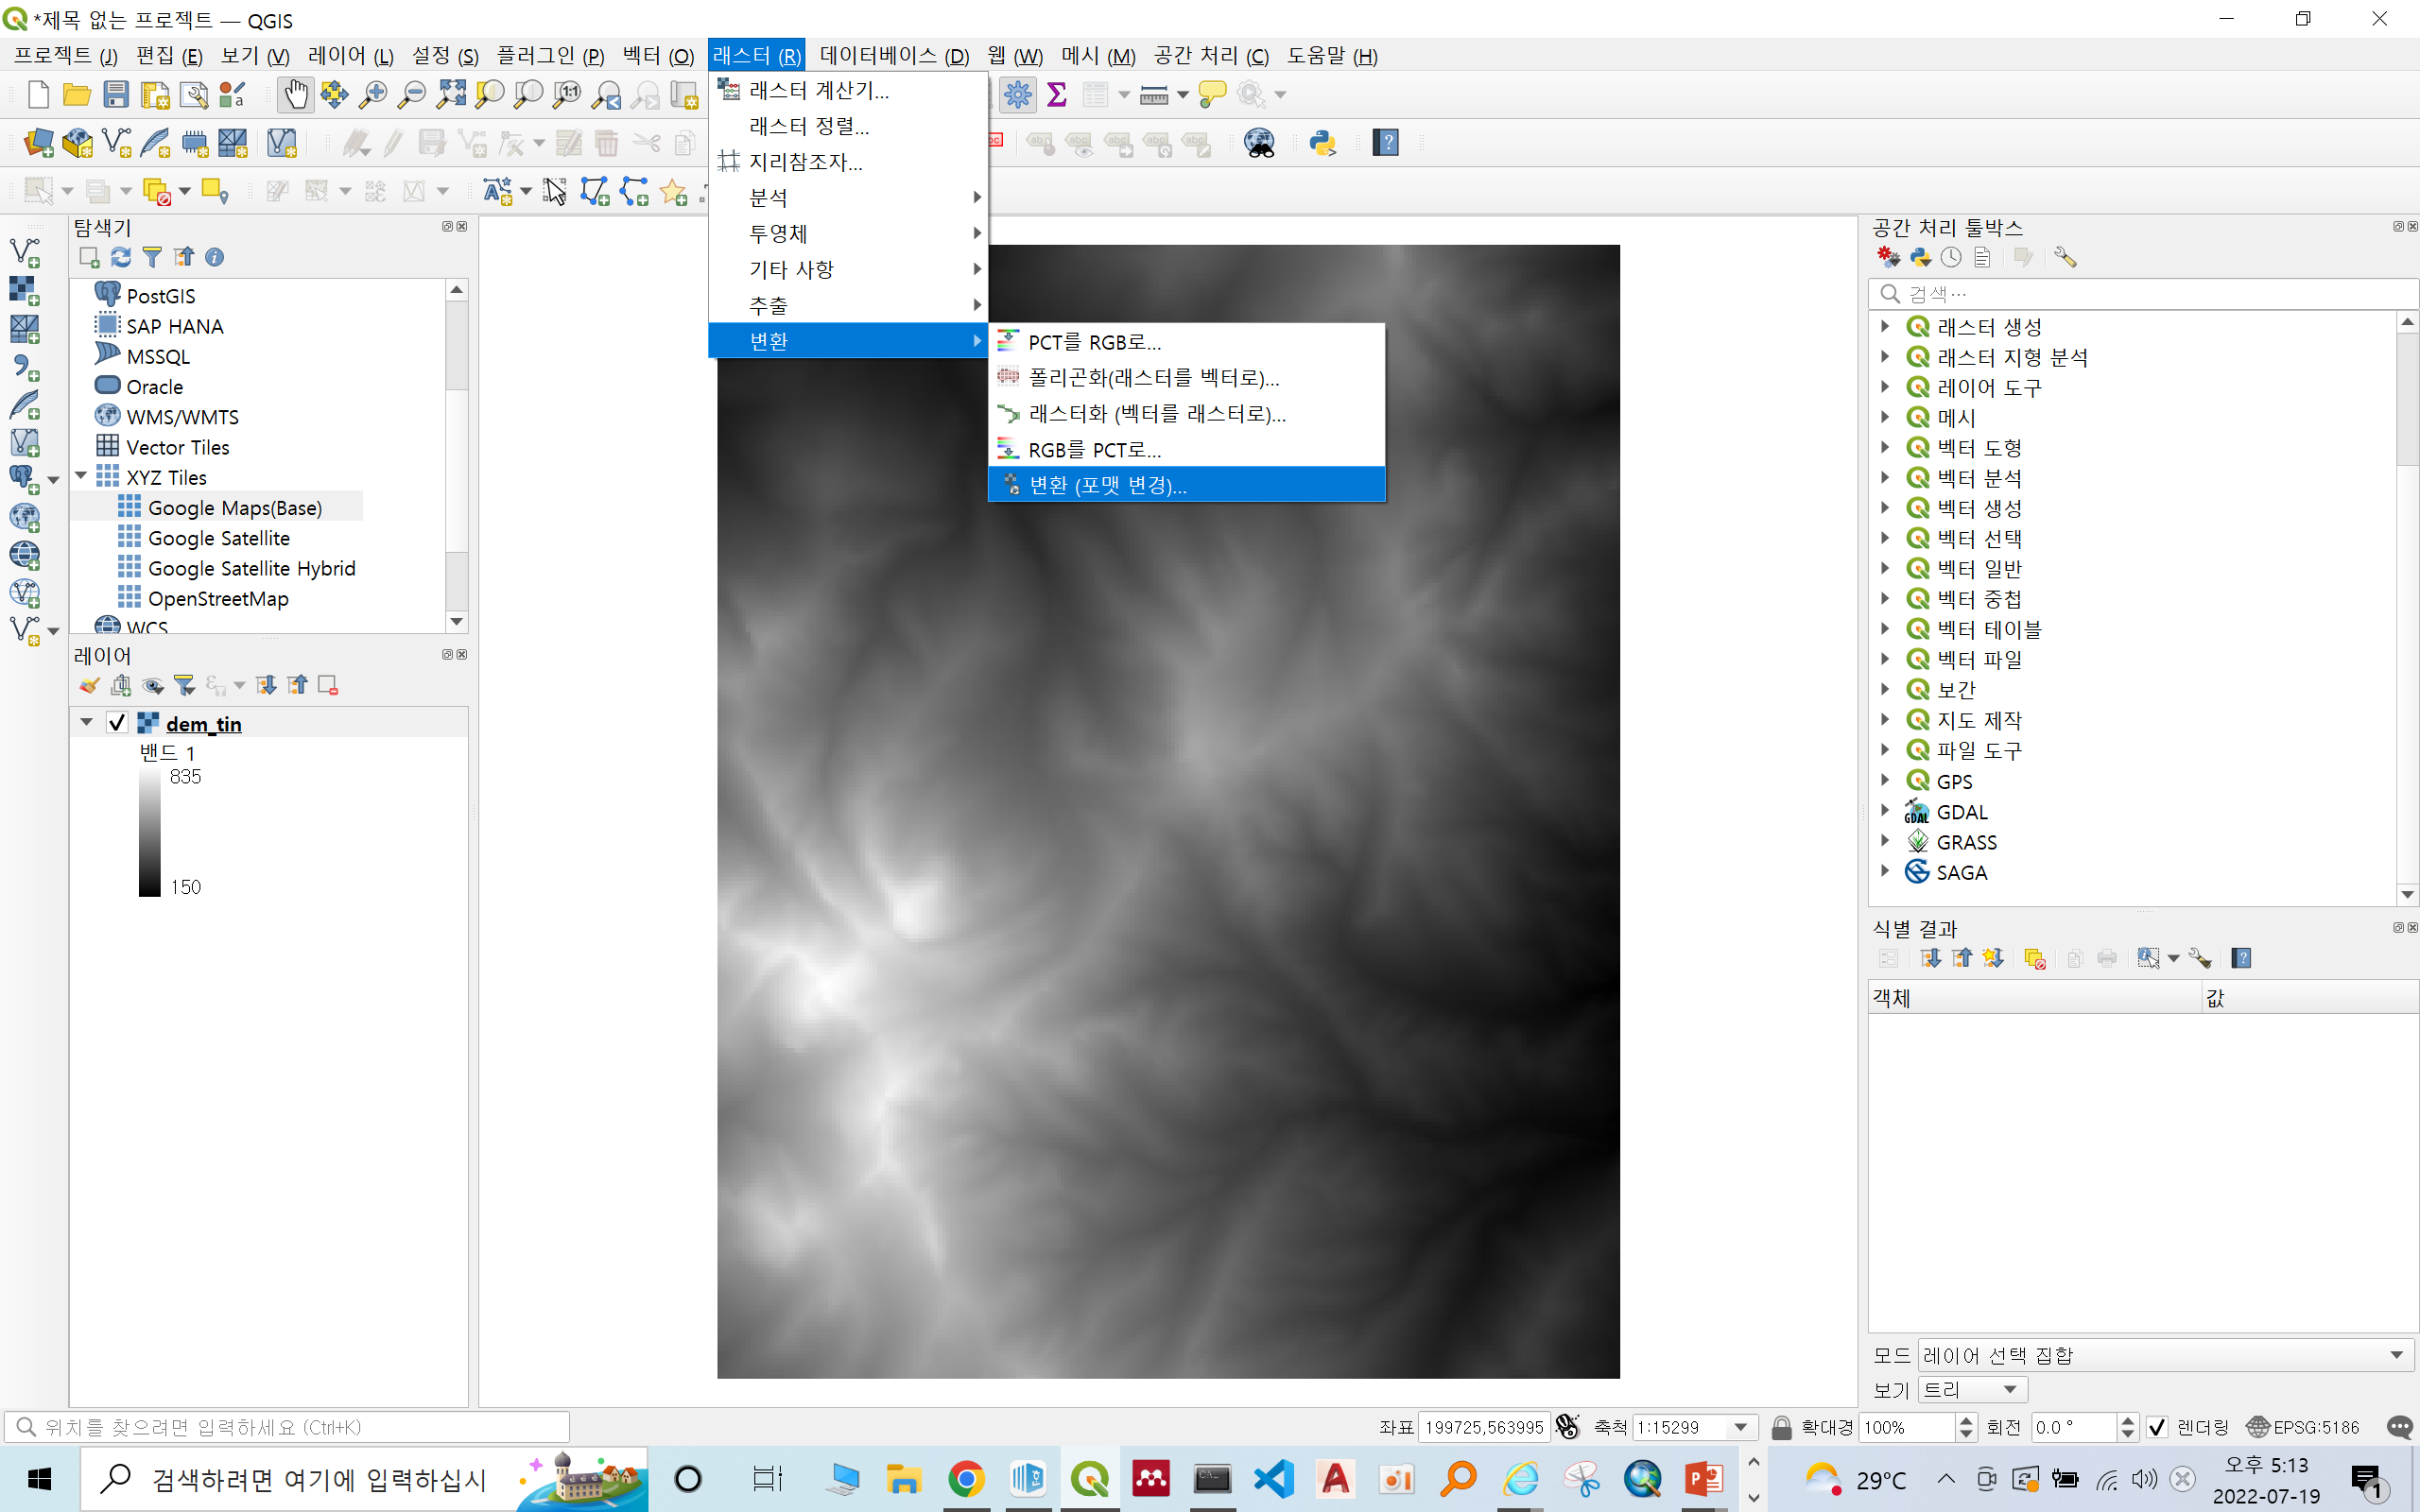 *제목 없는 프로젝트 — QGIS
프로젝트 (J) 편집 (E) 보기 (V) 레이어 (L) 설정 (S) 플러그인 (P) 벡터 (O) 래스터 (R) 데이터베이스 (D) 웹 (W) 메시 (M) 공간 처리 (C) 도움말 (H)
래스터 계산기...
래스터 정렬...
지리참조자...
분석
투영체
기타 사항
추출
변환
PCT를 RGB로...
폴리곤화(래스터를 벡터로)...
래스터화 (벡터를 래스터로)...
RGB를 PCT로...
변환 (포맷 변경)...
탐색기
PostGIS
SAP HANA
MSSQL
Oracle
WMS/WMTS
Vector Tiles
XYZ Tiles
Google Maps(Base)
Google Satellite
Google Satellite Hybrid
OpenStreetMap
WCS
레이어
dem_tin
밴드 1
835
150
공간 처리 툴박스
검색...
래스터 생성
래스터 지형 분석
레이어 도구
메시
벡터 도형
벡터 분석
벡터 생성
벡터 선택
벡터 일반
벡터 중첩
벡터 테이블
벡터 파일
보간
지도 제작
파일 도구
GPS
GDAL
GRASS
SAGA
식별 결과
객체 값
모드 레이어 선택 집합
보기 트리
위치를 찾으려면 입력하세요 (Ctrl+K)
좌표 199725,563995 축척 1:15299 확대경 100% 회전 0.0 ° 렌더링 EPSG:5186
검색하려면 여기에 입력하십시
29°C
오후 5:13
2022-07-19
1